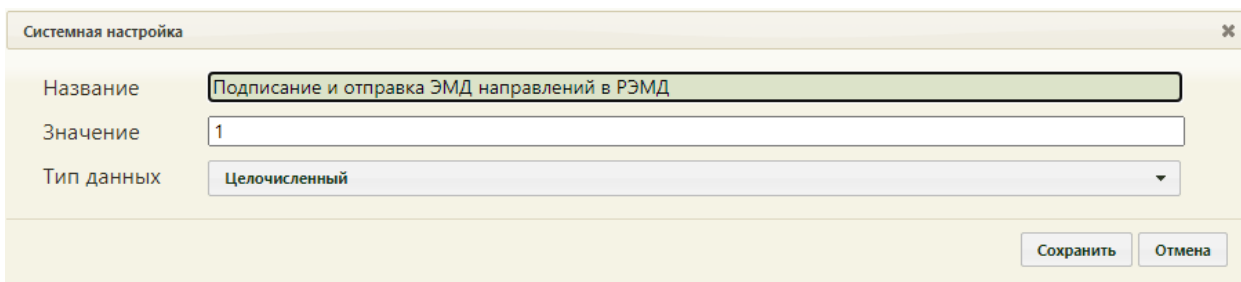 Системная настройка
Название Подписание и отправка ЭМД направлений в РЭМД
Значение 1
Тип данных Целочисленный
Сохранить Отмена